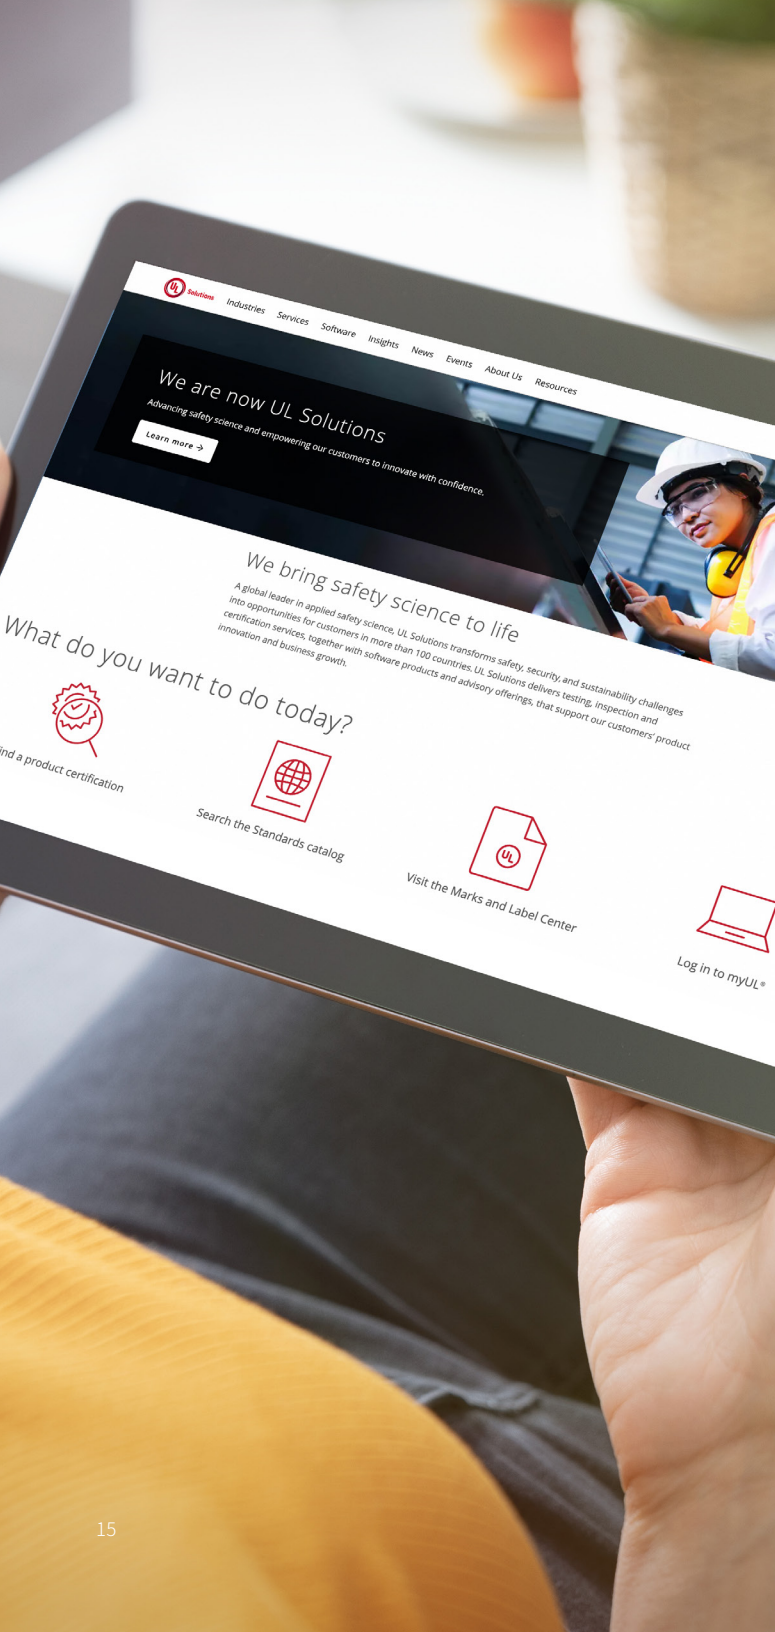 UL Solutions
Industries Services Software Insights News Events About Us Resources
We are now UL Solutions
Advancing safety science and empowering our customers to innovate with confidence.
Learn more →
We bring safety science to life
A global leader in applied safety science, UL Solutions transforms safety, security, and sustainability challenges
into opportunities for customers in more than 100 countries. UL Solutions delivers testing, inspection and
certification services, together with software products and advisory offerings, that support our customers' product
innovation and business growth.
What do you want to do today?
a product certification
Search the Standards catalog
UL
Visit the Marks and Label Center
Log in to myUL®
15